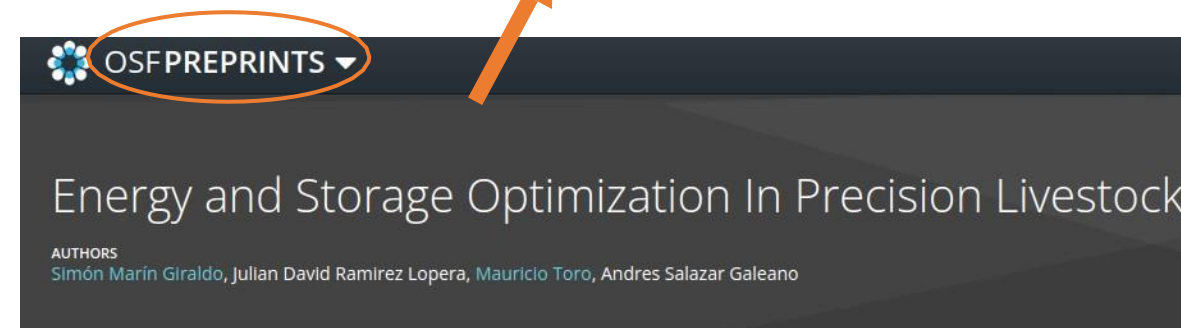 OSFPREPRINTS
Energy and Storage Optimization In Precision Livestock
AUTHORS
Simón Marín Giraldo, Julian David Ramirez Lopera, Mauricio Toro, Andres Salazar Galeano